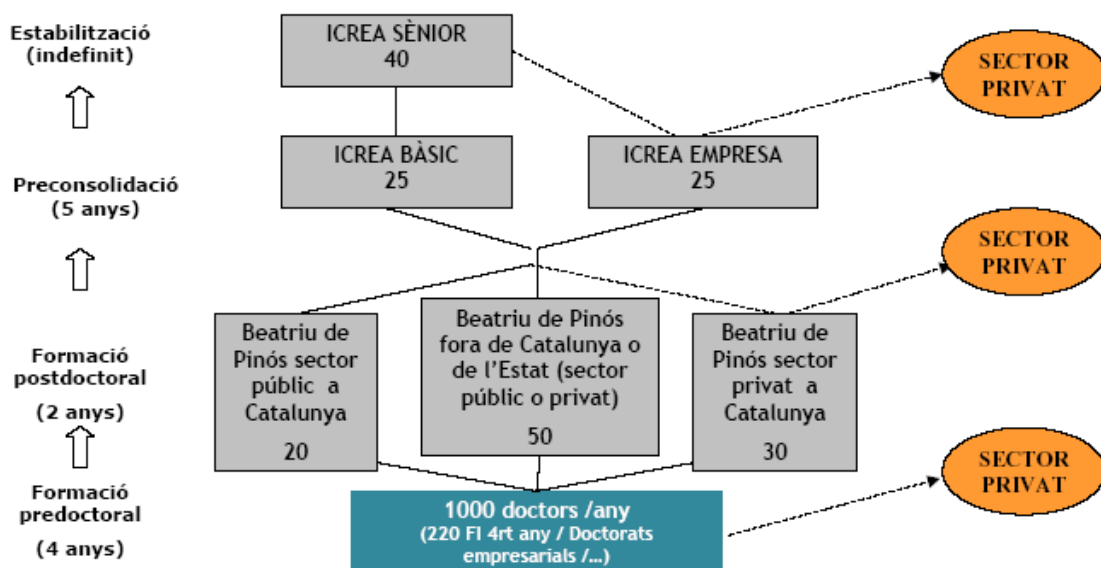 Estabilització
(indefinit)
ICREA SÈNIOR
40
SECTOR
PRIVAT
Preconsolidació
(5 anys)
ICREA BÀSIC
25
ICREA EMPRESA
25
SECTOR
PRIVAT
Formació
postdoctoral
(2 anys)
Beatriu de
Pinós sector
públic a
Catalunya
20
Beatriu de Pinós
fora de Catalunya o
de l’Estat (sector
públic o privat)
50
Beatriu de
Pinós sector
privat a
Catalunya
30
SECTOR
PRIVAT
Formació
predoctoral
(4 anys)
1000 doctors /any
(220 FI 4rt any / Doctorats
empresarials /…)